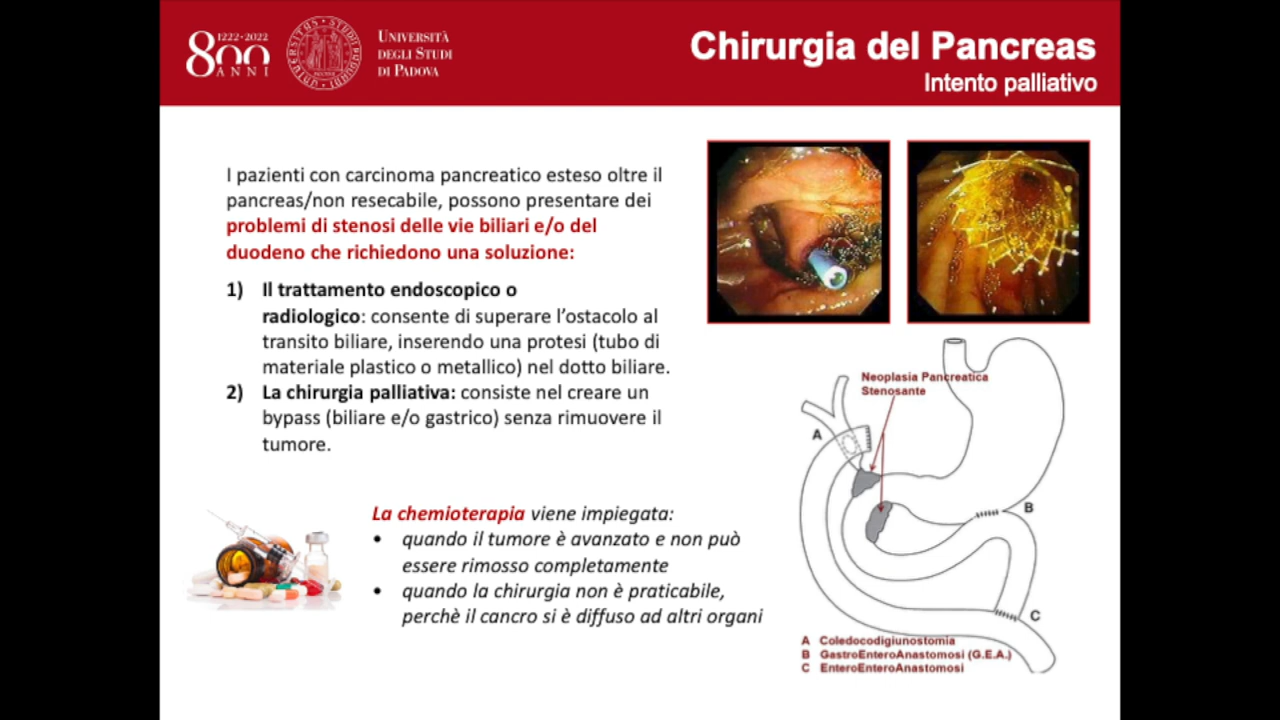 1222·2022
800
ANNI
UNIVERSITÀ
DEGLI STUDI
DI PADOVA
Chirurgia del Pancreas
Intento palliativo
I pazienti con carcinoma pancreatico esteso oltre il
pancreas/non resecabile, possono presentare dei
problemi di stenosi delle vie biliari e/o del
duodeno che richiedono una soluzione:
1) Il trattamento endoscopico o
radiologico: consente di superare l'ostacolo al
transito biliare, inserendo una protesi (tubo di
materiale plastico o metallico) nel dotto biliare.
2) La chirurgia palliativa: consiste nel creare un
bypass (biliare e/o gastrico) senza rimuovere il
tumore.
La chemioterapia viene impiegata:
• quando il tumore è avanzato e non può
essere rimosso completamente
• quando la chirurgia non è praticabile,
perchè il cancro si è diffuso ad altri organi
Neoplasia Pancreatica
Stenosante
A
B
C
A Coledocodigiunostomia
B GastroEnteroAnastomosi (G.E.A.)
C EnteroEnteroAnastomosi